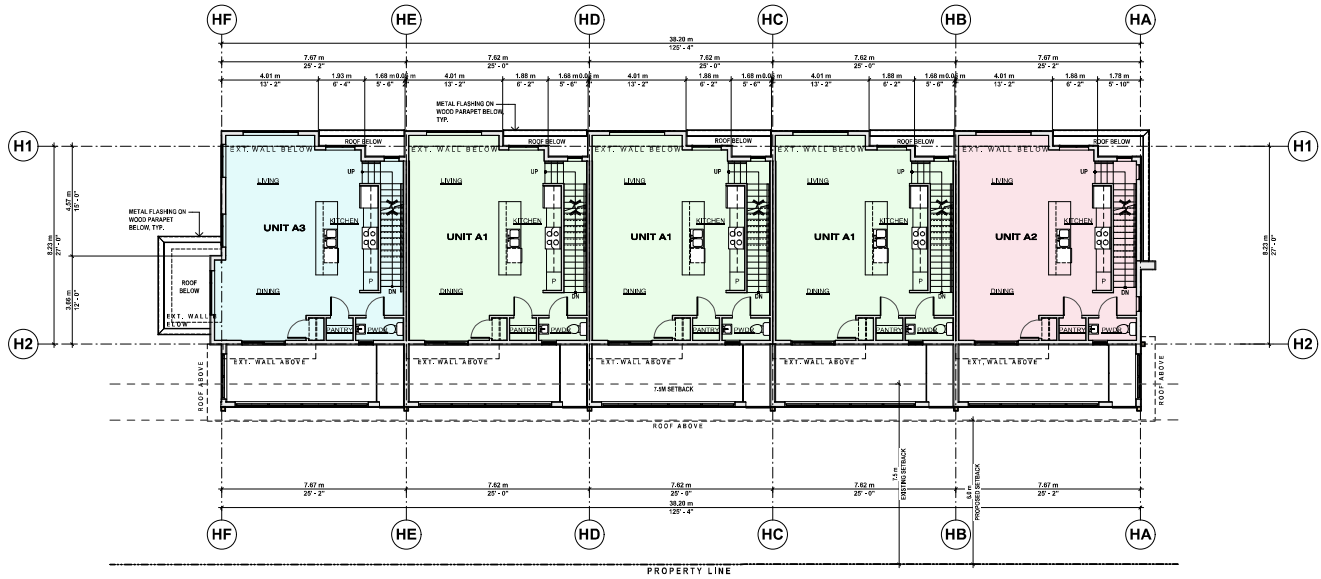 HF HE HD HC HB HA
38.20 m
125' - 4"
7.67 m 7.62 m 7.62 m 7.62 m 7.67 m
25' - 2" 25' - 0" 25' - 0" 25' - 0" 25' - 2"
4.01 m 1.93 m 1.68 m 4.01 m 1.88 m 1.68 m 4.01 m 1.88 m 1.68 m 4.01 m 1.88 m 1.68 m 4.01 m 1.88 m 1.78 m
13' - 2" 6' - 4" 5' - 6" 13' - 2" 6' - 2" 5' - 6" 13' - 2" 6' - 2" 5' - 6" 13' - 2" 6' - 2" 5' - 6" 13' - 2" 6' - 2" 5' - 10"
METAL FLASHING ON
WOOD PARAPET BELOW,
TYP.
ROOF BELOW ROOF BELOW ROOF BELOW ROOF BELOW ROOF BELOW
H1 H1
EXT. WALL BELOW EXT. WALL BELOW EXT. WALL BELOW EXT. WALL BELOW EXT. WALL BELOW
UP UP UP UP UP
LIVING LIVING LIVING LIVING LIVING
4.57 m
15' - 0"
METAL FLASHING ON
WOOD PARAPET
BELOW, TYP.
KITCHEN KITCHEN KITCHEN KITCHEN KITCHEN
UNIT A3 UNIT A1 UNIT A1 UNIT A1 UNIT A2
8.23 m
27' - 0"
8.23 m
27' - 0"
P P P P P
ROOF
BELOW
3.66 m
12' - 0"
DINING DINING DINING DINING DINING
DN DN DN DN DN
EXT. WALL B
ELOW
PANTRY PWDR PANTRY PWDR PANTRY PWDR PANTRY PWDR PANTRY PWDR
H2 H2
EXT. WALL ABOVE EXT. WALL ABOVE EXT. WALL ABOVE EXT. WALL ABOVE EXT. WALL ABOVE
ROOF ABOVE
7.5M SETBACK
ROOF ABOVE
ROOF ABOVE
7.5 m
EXISTING SETBACK
6.0 m
PROPOSED SETBACK
7.67 m 7.62 m 7.62 m 7.62 m 7.67 m
25' - 2" 25' - 0" 25' - 0" 25' - 0" 25' - 2"
38.20 m
125' - 4"
HF HE HD HC HB HA
PROPERTY LINE